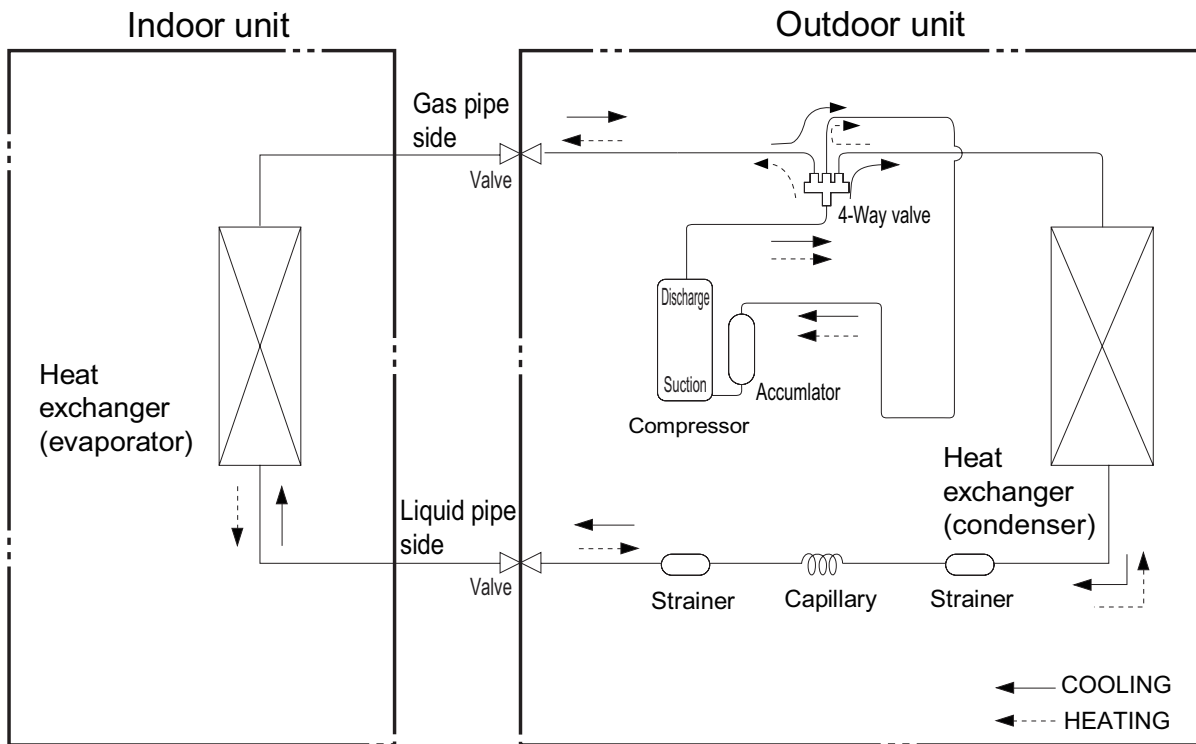 Indoor unit
Outdoor unit
Gas pipe
side
Valve
4-Way valve
Discharge
Suction
Accumlator
Compressor
Heat
exchanger
(evaporator)
Heat
exchanger
(condenser)
Liquid pipe
side
Valve
Strainer
Capillary
Strainer
COOLING
HEATING